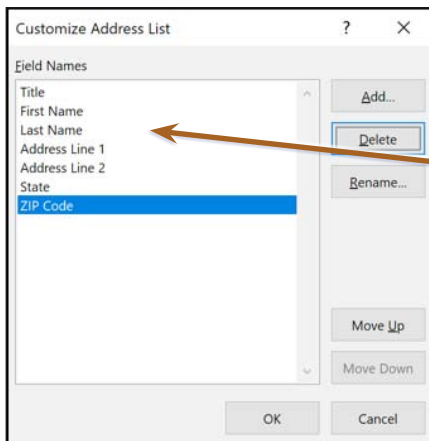 Customize Address List ? ×
Field Names
Title
First Name
Last Name
Address Line 1
Address Line 2
State
ZIP Code
Add...
Delete
Rename...
Move Up
Move Down
OK
Cancel